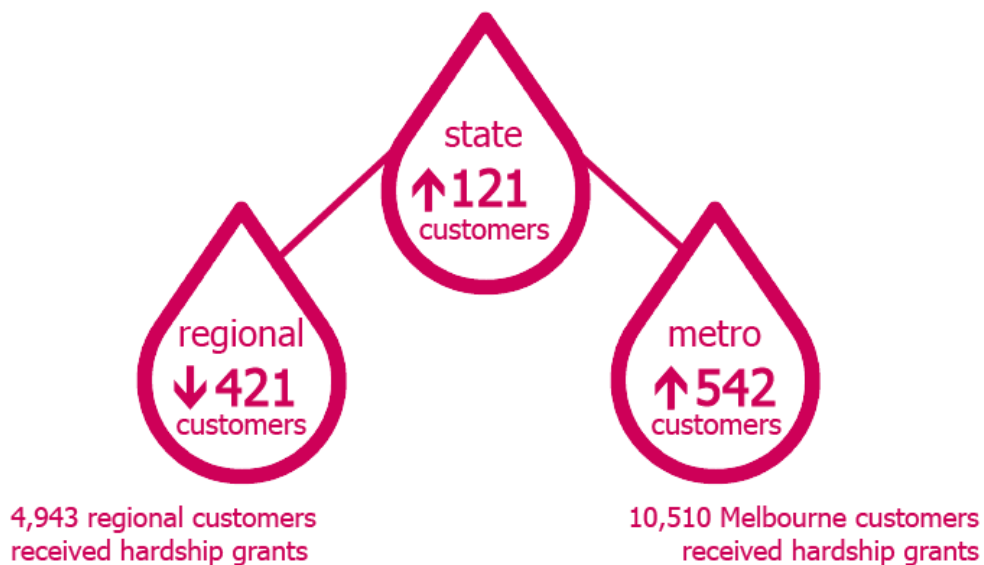 state
↑121
customers
regional
↓421
customers
metro
↑542
customers
4,943 regional customers
received hardship grants
10,510 Melbourne customers
received hardship grants